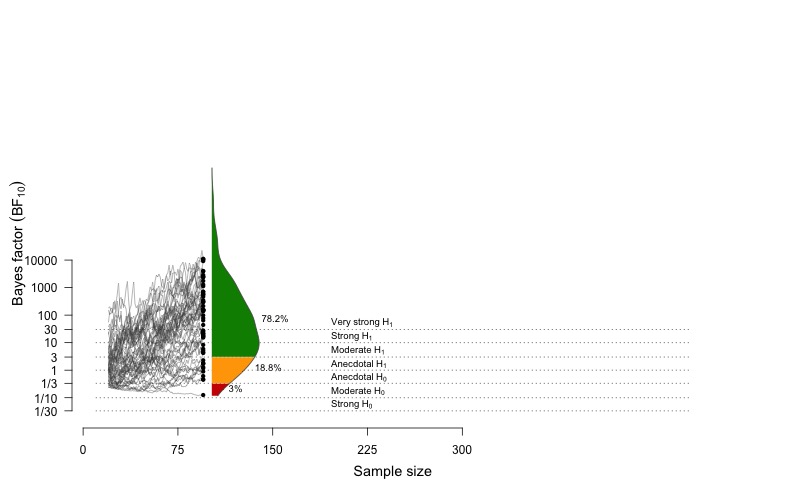 Bayes factor (BF10)
10000
1000
100
30
10
3
1
1/3
1/10
1/30
78.2%
18.8%
3%
Very strong H1
Strong H1
Moderate H1
Anecdotal H1
Anecdotal H0
Moderate H0
Strong H0
0 75 150 225 300
Sample size